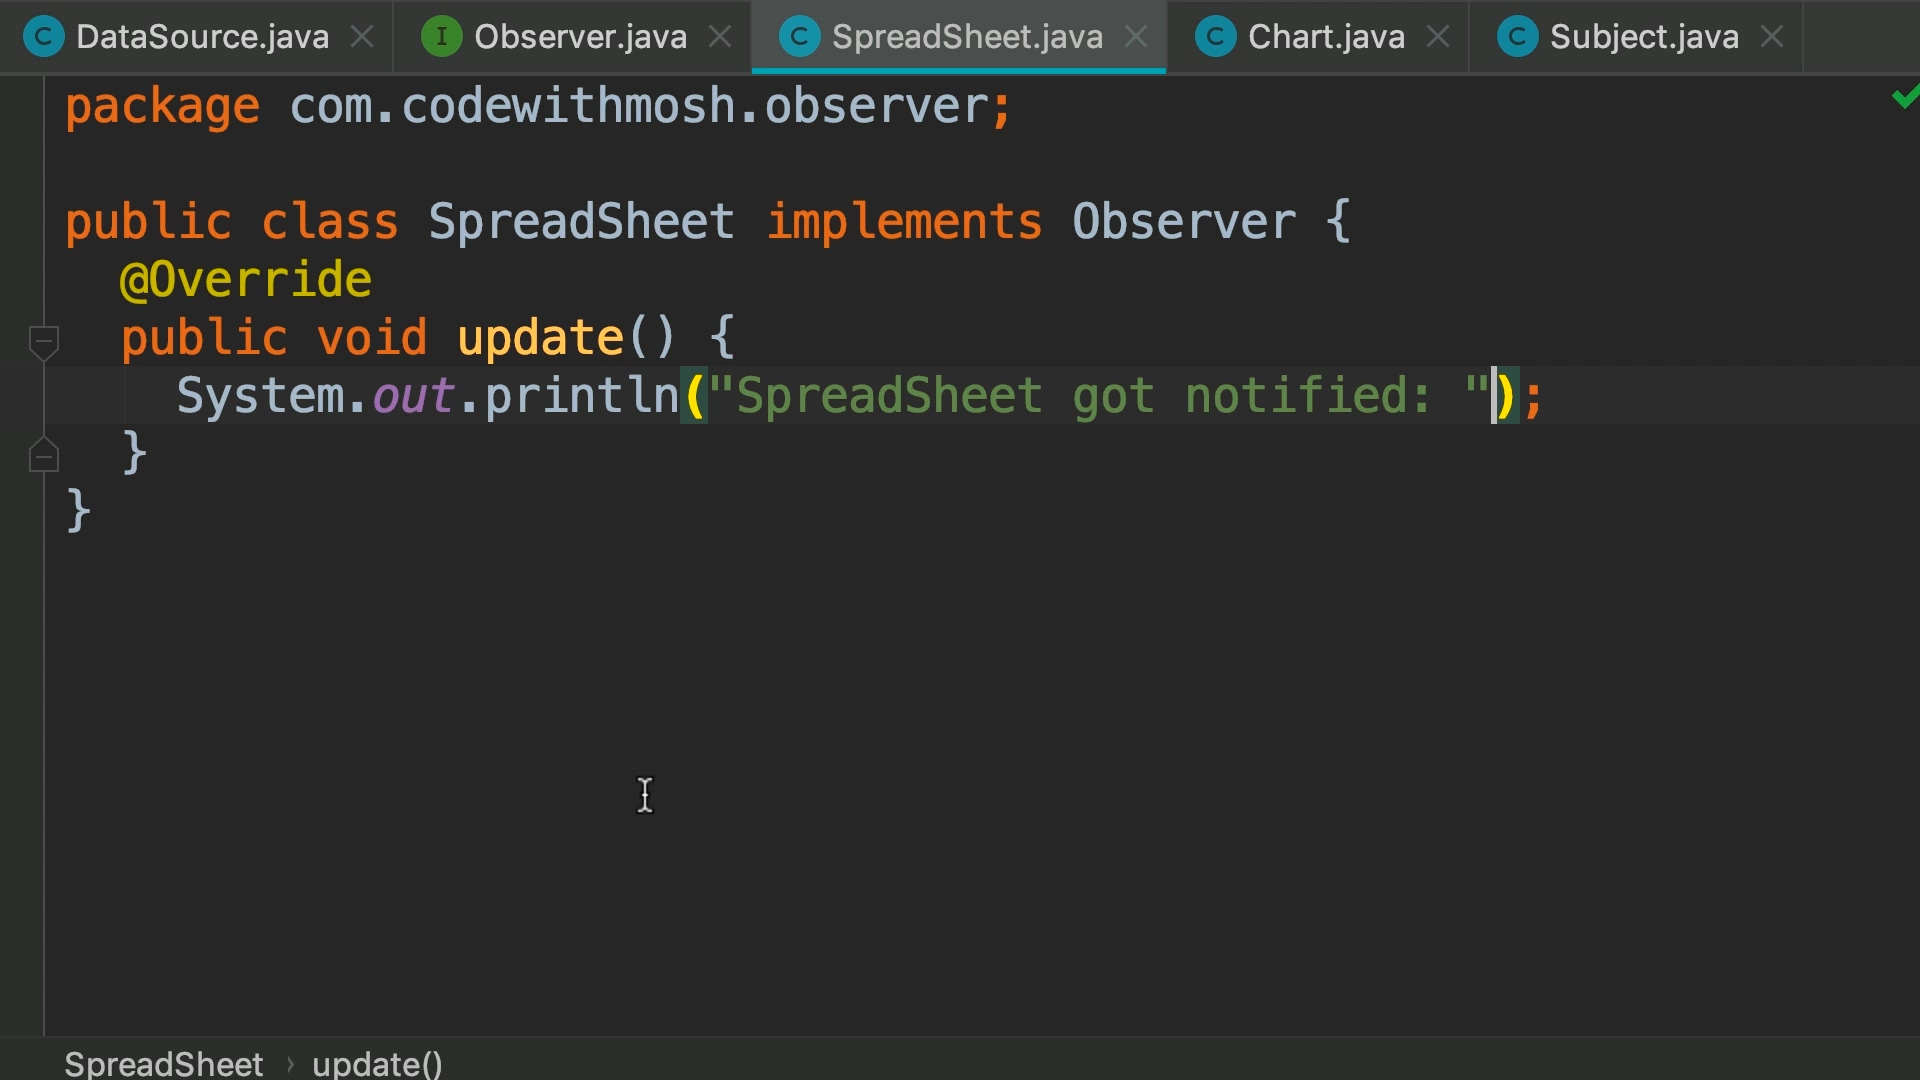 DataSource.java Observer.java SpreadSheet.java Chart.java Subject.java
package com.codewithmosh.observer;
public class SpreadSheet implements Observer {
@Override
public void update() {
System.out.println("SpreadSheet got notified: ");
}
}
SpreadSheet › update()